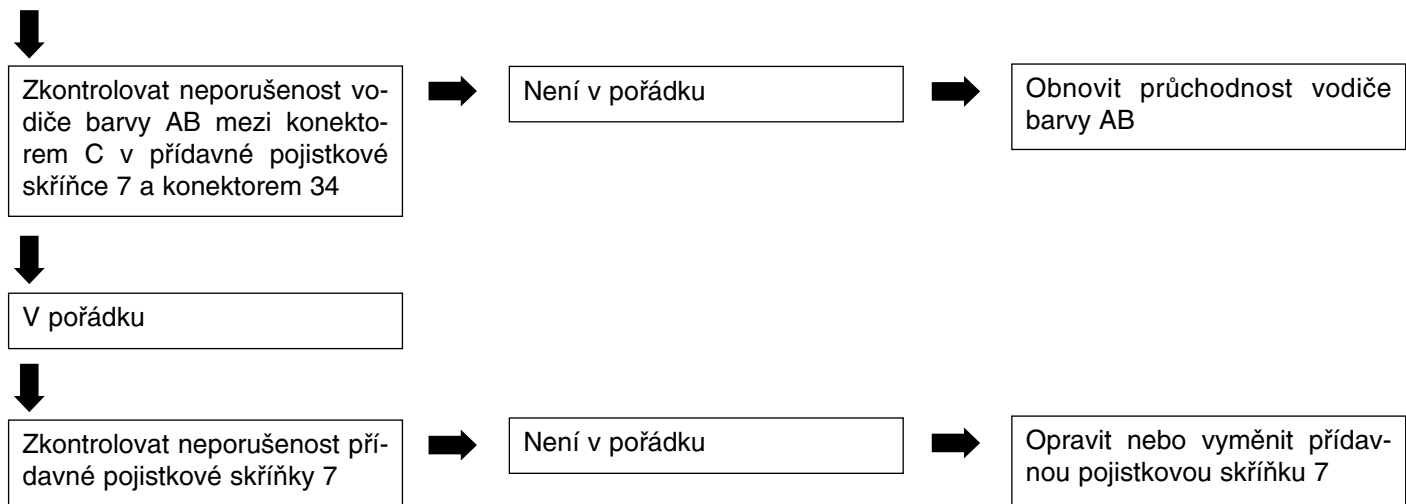 Zkontrolovat neporušenost vo-
diče barvy AB mezi konekto-
rem C v přídavné pojistkové
skříňce 7 a konektorem 34
Není v pořádku
Obnovit průchodnost vodiče
barvy AB
V pořádku
Zkontrolovat neporušenost pří-
davné pojistkové skříňky 7
Není v pořádku
Opravit nebo vyměnit přídav-
nou pojistkovou skříňku 7